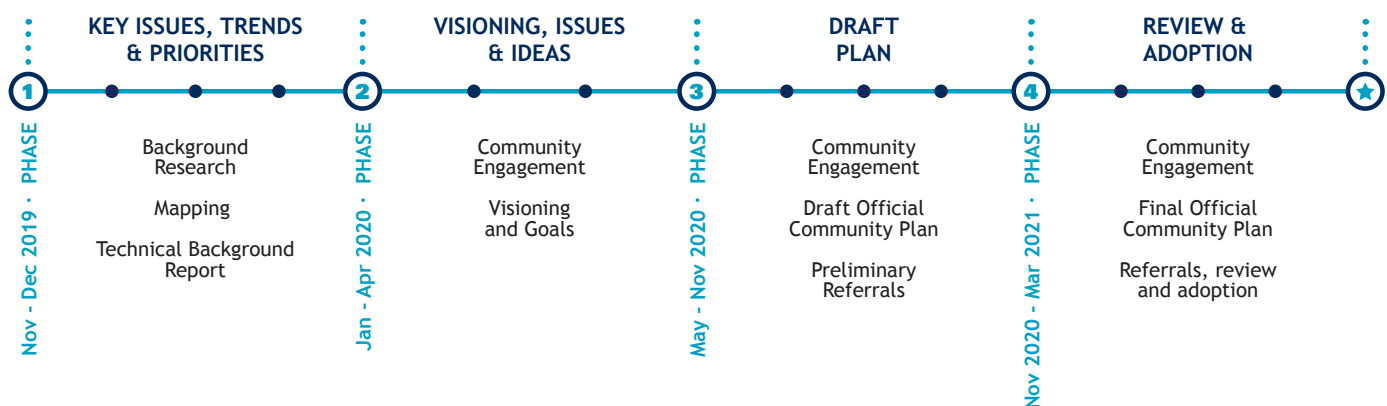 KEY ISSUES, TRENDS
& PRIORITIES
VISIONING, ISSUES
& IDEAS
DRAFT
PLAN
REVIEW &
ADOPTION
1
2
3
4
Nov - Dec 2019 · PHASE
Background
Research
Mapping
Technical Background
Report
Jan - Apr 2020 · PHASE
Community
Engagement
Visioning
and Goals
May - Nov 2020 · PHASE
Community
Engagement
Draft Official
Community Plan
Preliminary
Referrals
Nov 2020 - Mar 2021 · PHASE
Community
Engagement
Final Official
Community Plan
Referrals, review
and adoption